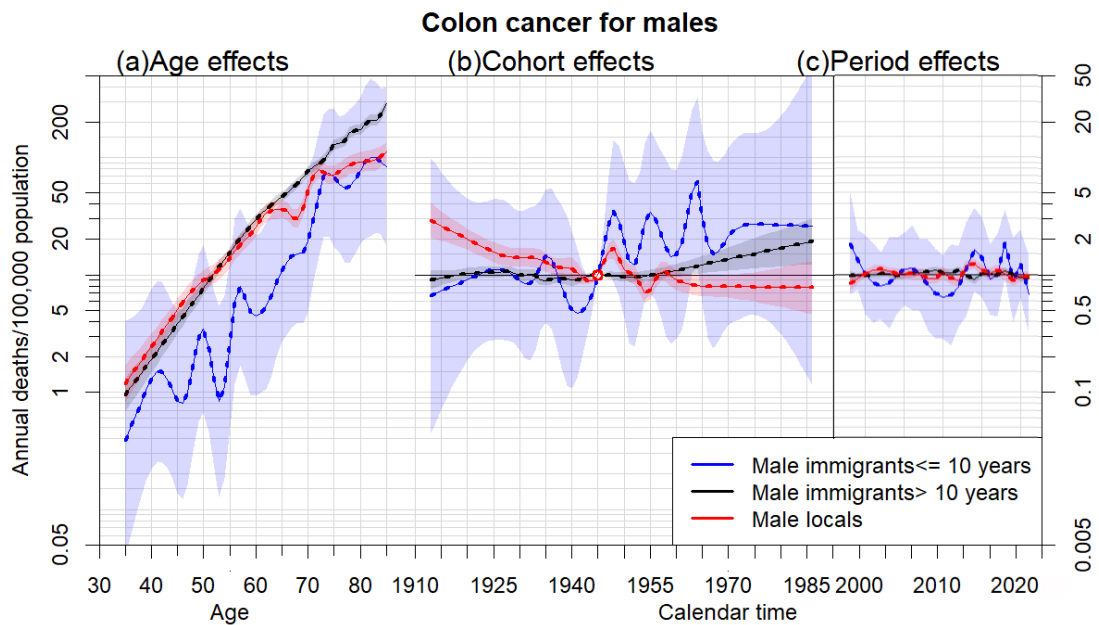 Colon cancer for males
(a)Age effects (b)Cohort effects (c)Period effects
Annual deaths/100,000 population
200
50
20
10
5
2
1
0.05
50
20
5
2
0.5
0.1
0.005
Male immigrants<= 10 years
Male immigrants> 10 years
Male locals
30 40 50 60 70 80 1910 1925 1940 1955 1970 1985 2000 2010 2020
Age Calendar time